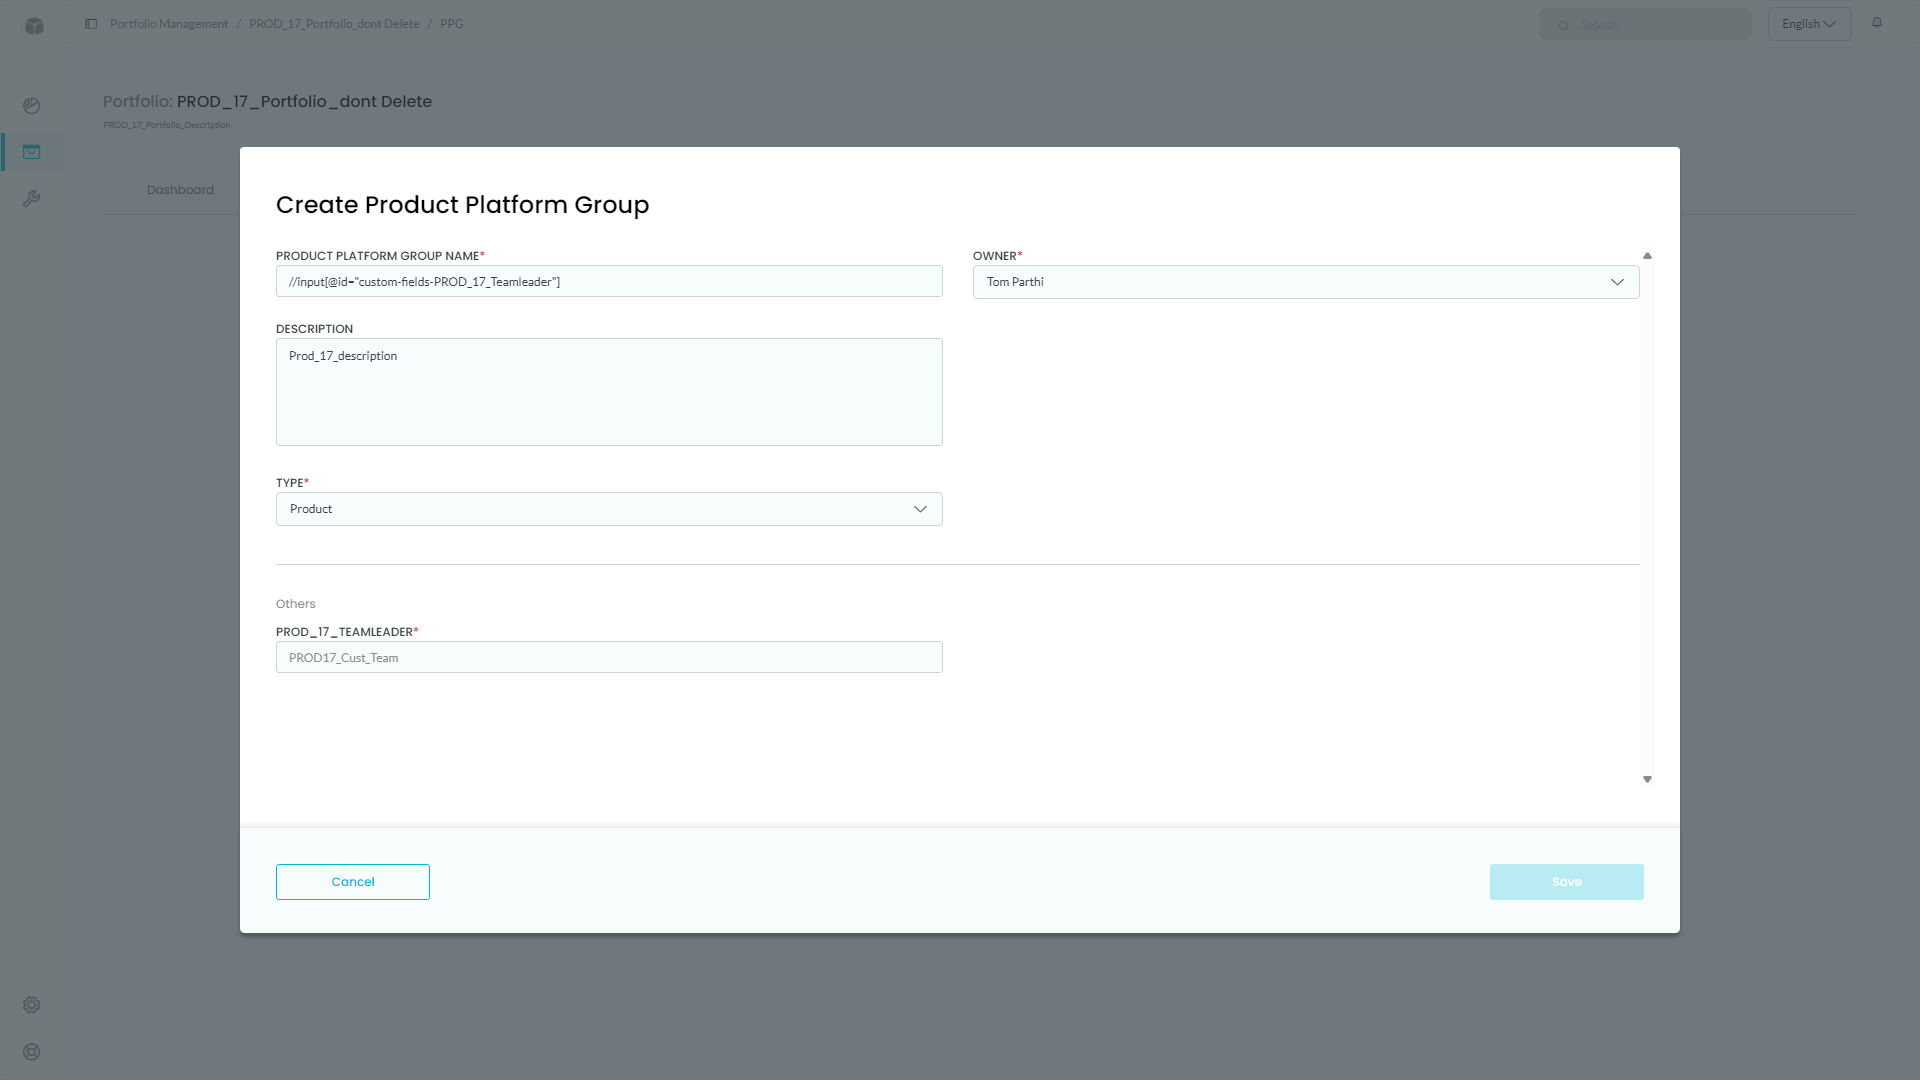 Portfolio Management / PROD_17_Portfolio_dont Delete / PPG
Search
English
Portfolio: PROD_17_Portfolio_dont Delete
PROD_17_Portfolio_Description
Dashboard
Create Product Platform Group
PRODUCT PLATFORM GROUP NAME*
//input[@id="custom-fields-PROD_17_Teamleader"]
OWNER*
Tom Parthi
DESCRIPTION
Prod_17_description
TYPE*
Product
Others
PROD_17_TEAMLEADER*
PROD17_Cust_Team
Cancel
Save